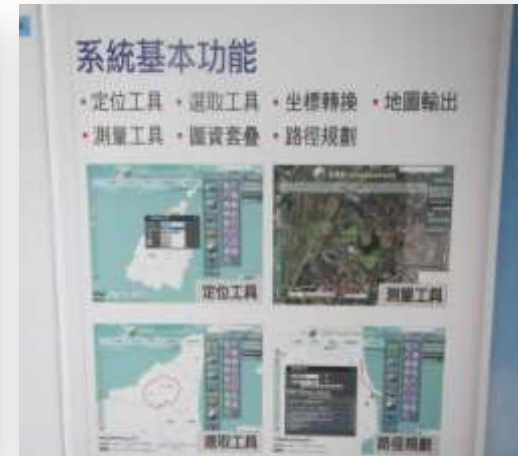 系統基本功能
•定位工具 •選取工具 •坐標轉換 •地圖輸出
•測量工具 •圖資套疊 •路徑規劃
定位工具
測量工具
選取工具
路徑規劃